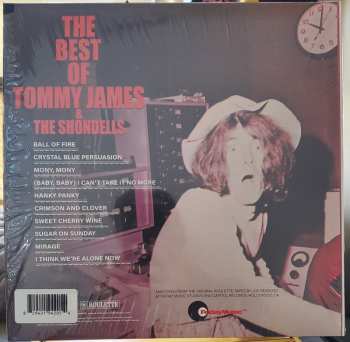 THE
BEST
OF
TOMMY JAMES
& THE SHONDELLS
BALL OF FIRE
CRYSTAL BLUE PERSUASION
MONY, MONY
(BABY, BABY) I CAN'T TAKE IT NO MORE
HANKY PANKY
CRIMSON AND CLOVER
SWEET CHERRY WINE
SUGAR ON SUNDAY
MIRAGE
I THINK WE'RE ALONE NOW
ROULETTE
FridayMusic